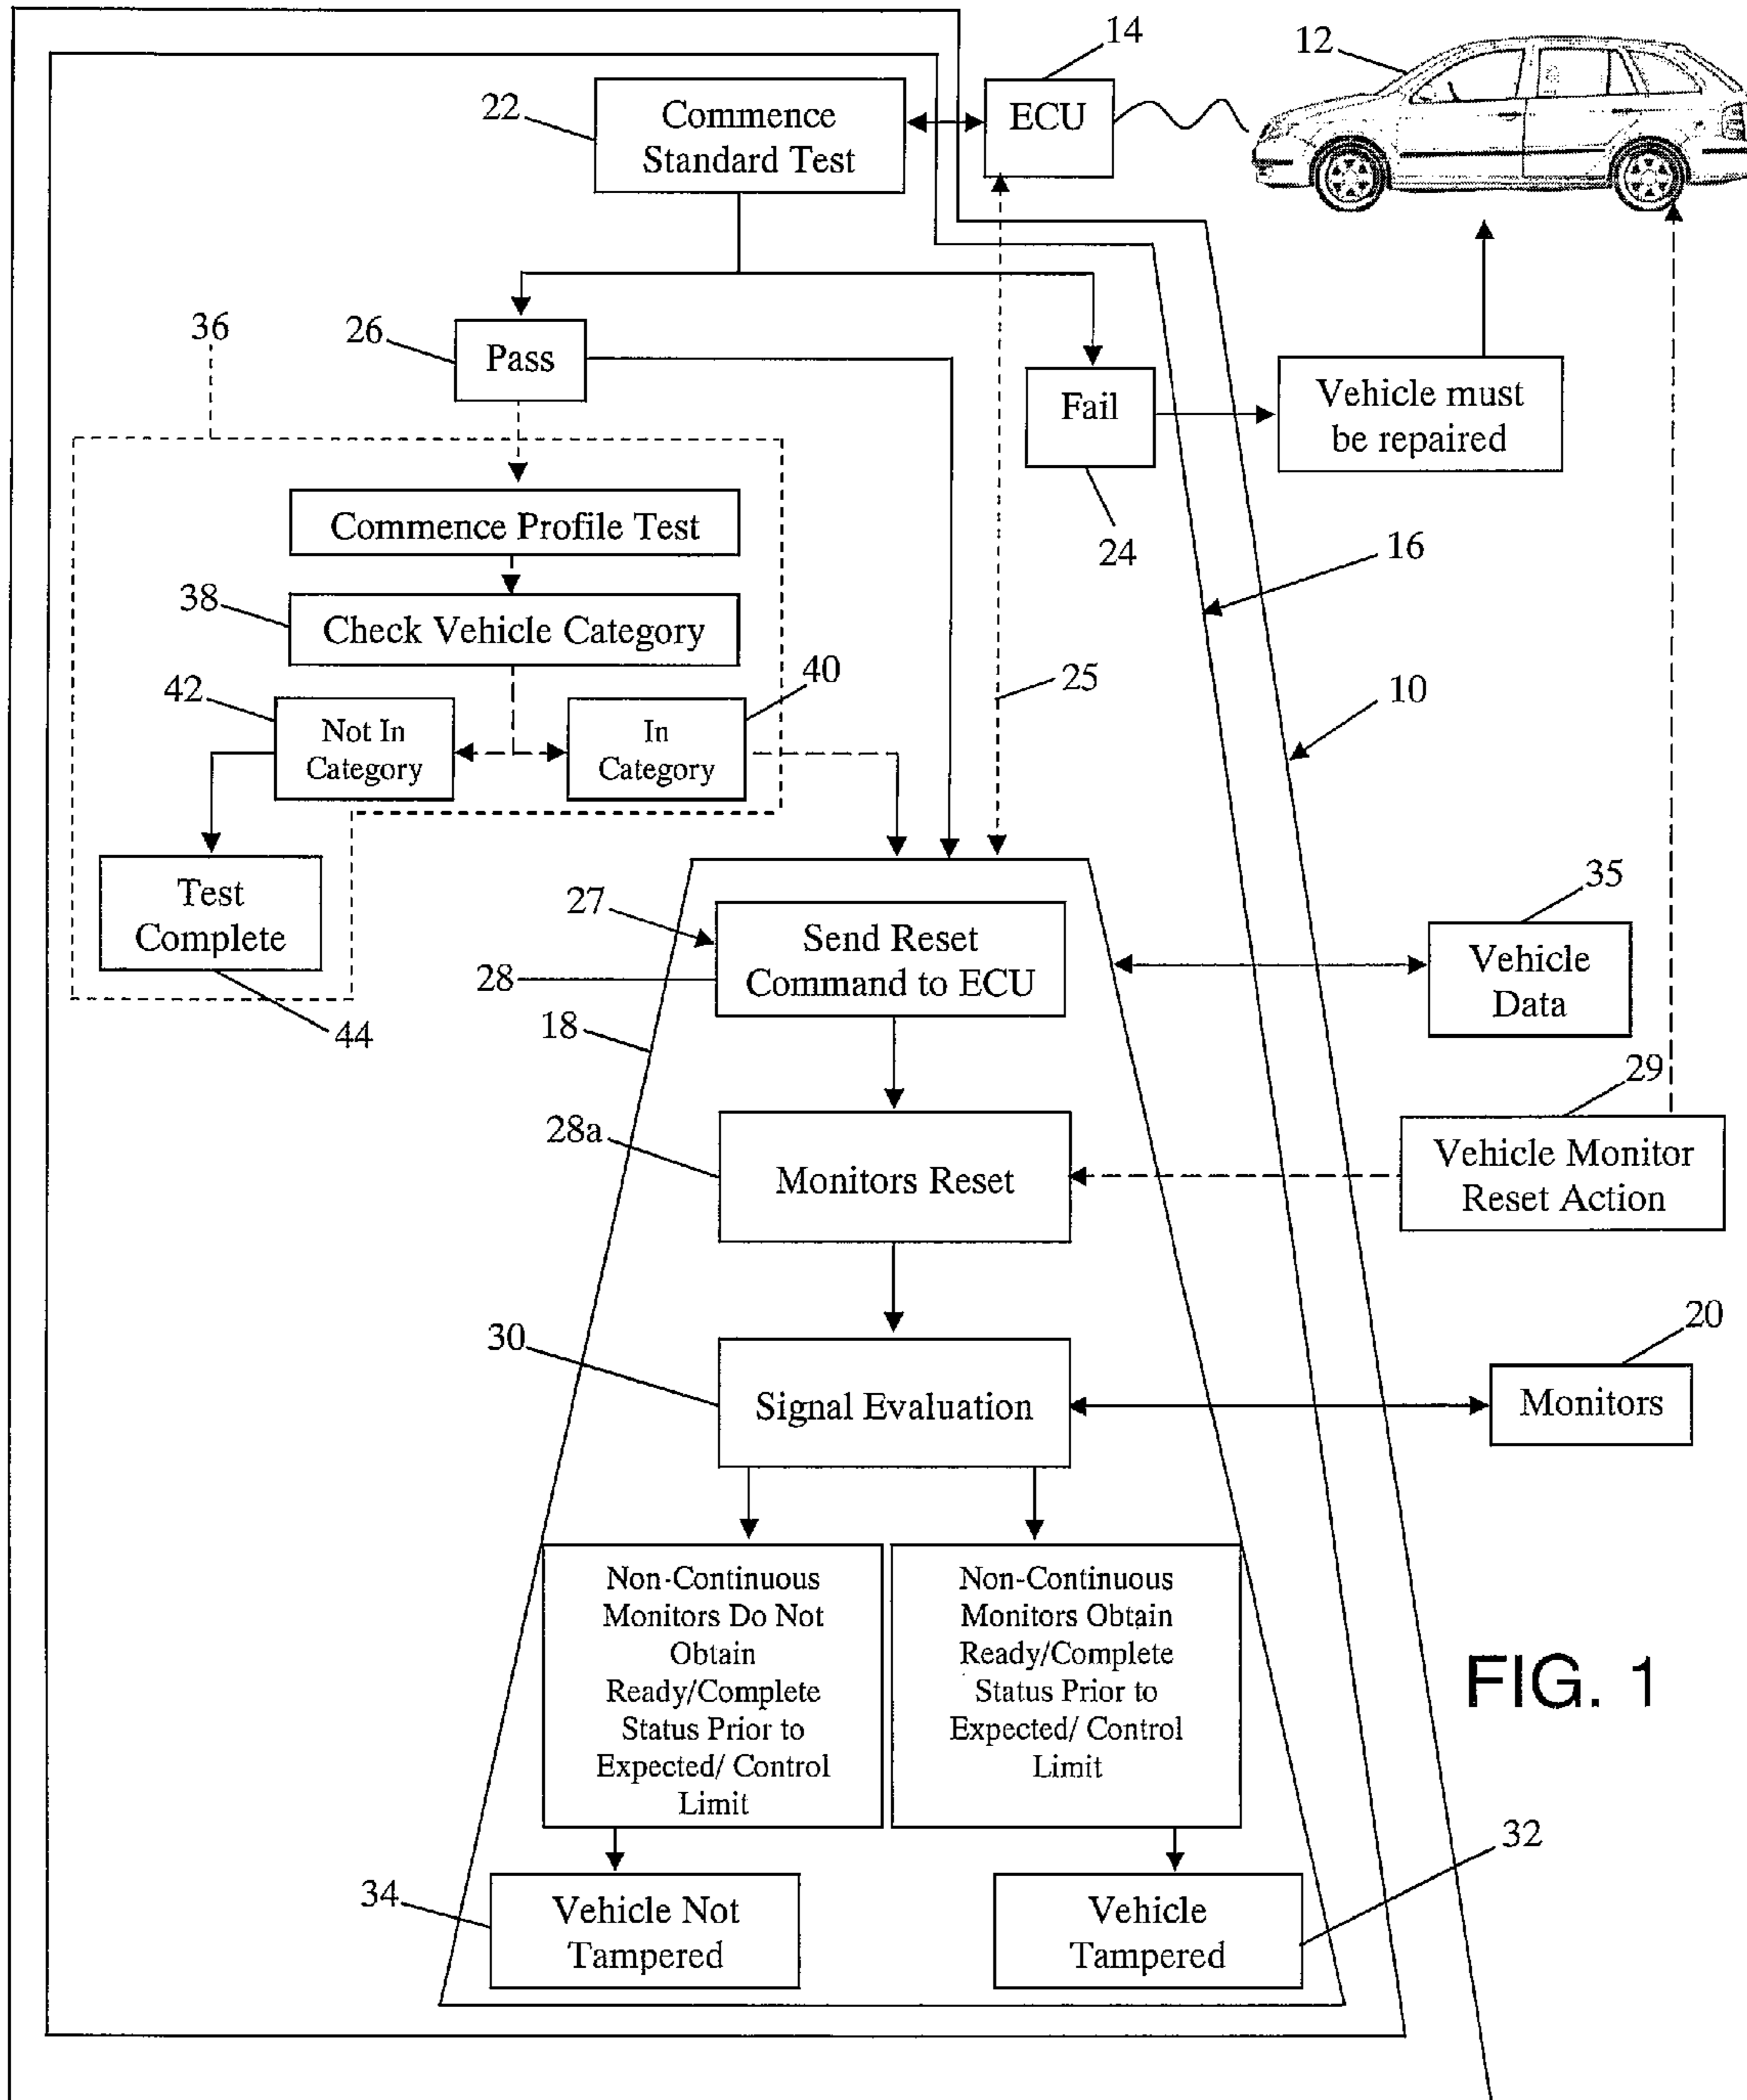 14
12
22
Commence
Standard Test
ECU
36
26
Pass
Fail
Vehicle must
be repaired
24
16
Commence Profile Test
38
Check Vehicle Category
42
40
25
10
Not In
Category
In
Category
Test
Complete
44
27
28
Send Reset
Command to ECU
18
35
Vehicle
Data
29
28a
Monitors Reset
Vehicle Monitor
Reset Action
30
Signal Evaluation
20
Monitors
Non-Continuous
Monitors Do Not
Obtain
Ready/Complete
Status Prior to
Expected/ Control
Limit
Non-Continuous
Monitors Obtain
Ready/Complete
Status Prior to
Expected/ Control
Limit
FIG. 1
34
Vehicle Not
Tampered
Vehicle
Tampered
32